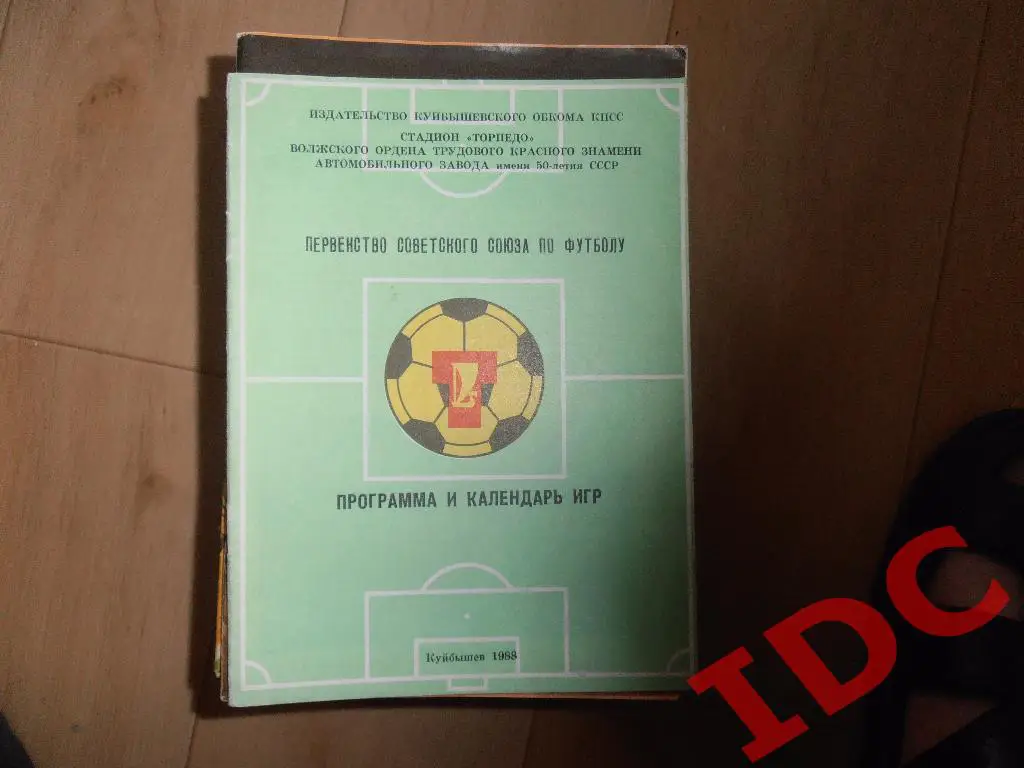 ИЗДАТЕЛЬСТВО КУЙБЫШЕВСКОГО ОБКОМА КПСС
СТАДИОН «ТОРПЕДО»
ВОЛЖСКОГО ОРДЕНА ТРУДОВОГО КРАСНОГО ЗНАМЕНИ
АВТОМОБИЛЬНОГО ЗАВОДА имени 50-летия СССР
ПЕРВЕНСТВО СОВЕТСКОГО СОЮЗА ПО ФУТБОЛУ
Т
ПРОГРАММА И КАЛЕНДАРЬ ИГР
Куйбышев 1988
IDC